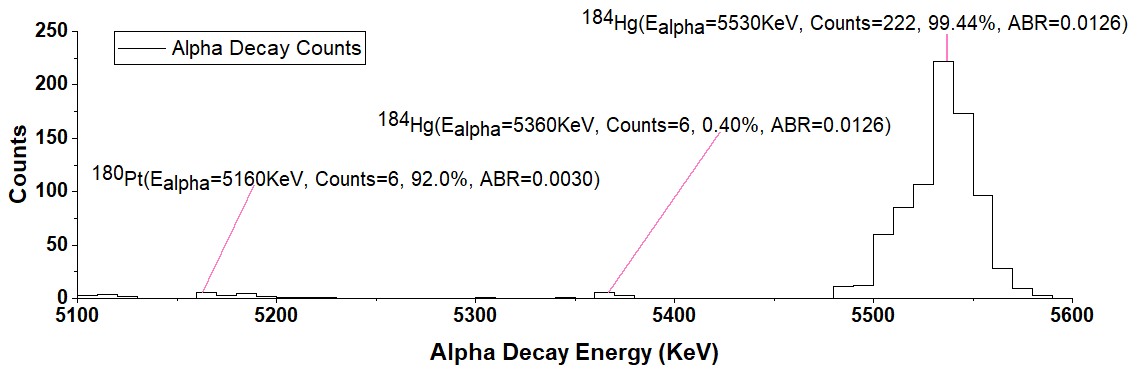 ¹⁸⁴Hg(Ealpha=5530KeV, Counts=222, 99.44%, ABR=0.0126)
250
Alpha Decay Counts
200
¹⁸⁴Hg(Ealpha=5360KeV, Counts=6, 0.40%, ABR=0.0126)
150
¹⁸⁰Pt(Ealpha=5160KeV, Counts=6, 92.0%, ABR=0.0030)
100
50
0
Counts
5100 5200 5300 5400 5500 5600
Alpha Decay Energy (KeV)